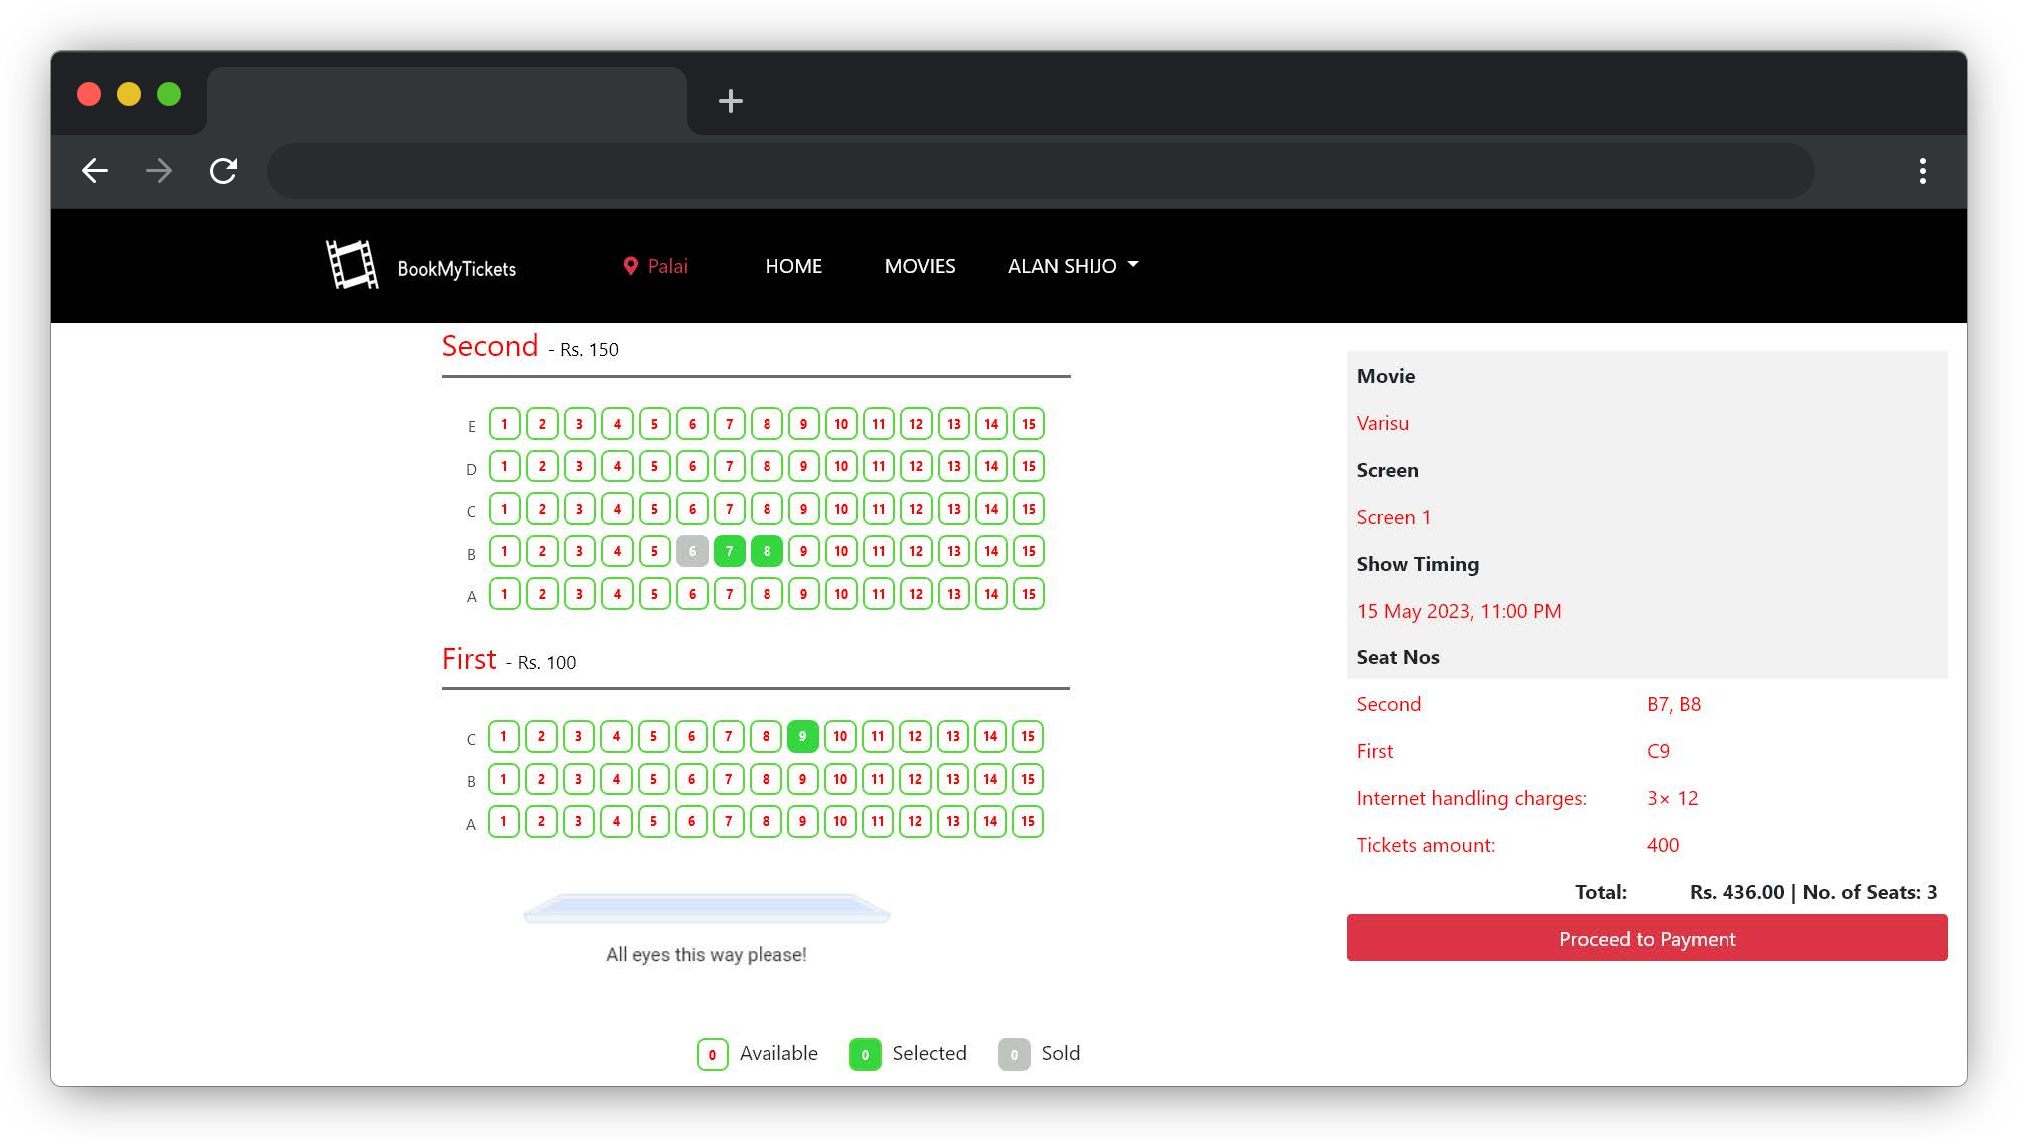 BookMyTickets Palai HOME MOVIES ALAN SHIJO
Second - Rs. 150
E 1 2 3 4 5 6 7 8 9 10 11 12 13 14 15
D 1 2 3 4 5 6 7 8 9 10 11 12 13 14 15
C 1 2 3 4 5 6 7 8 9 10 11 12 13 14 15
B 1 2 3 4 5 6 7 8 9 10 11 12 13 14 15
A 1 2 3 4 5 6 7 8 9 10 11 12 13 14 15
First - Rs. 100
C 1 2 3 4 5 6 7 8 9 10 11 12 13 14 15
B 1 2 3 4 5 6 7 8 9 10 11 12 13 14 15
A 1 2 3 4 5 6 7 8 9 10 11 12 13 14 15
All eyes this way please!
0 Available 0 Selected 0 Sold
Movie
Varisu
Screen
Screen 1
Show Timing
15 May 2023, 11:00 PM
Seat Nos
Second B7, B8
First C9
Internet handling charges: 3× 12
Tickets amount: 400
Total: Rs. 436.00 | No. of Seats: 3
Proceed to Payment